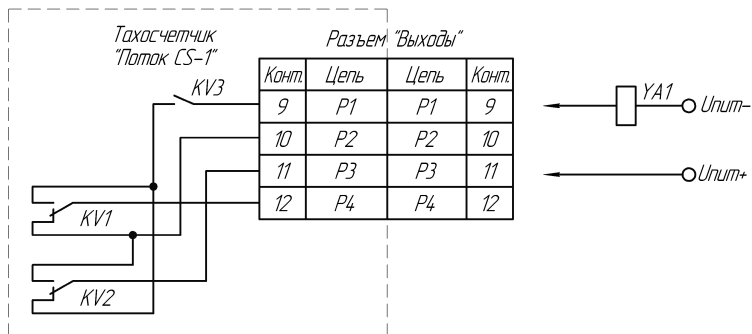 Тахосчетчик
"Поток CS-1"
Разъем "Выходы"
KV3
Конт. Цепь Цепь Конт.
9 P1 P1 9
10 P2 P2 10
11 P3 P3 11
12 P4 P4 12
YA1
Uпит-
Uпит+
KV1
KV2